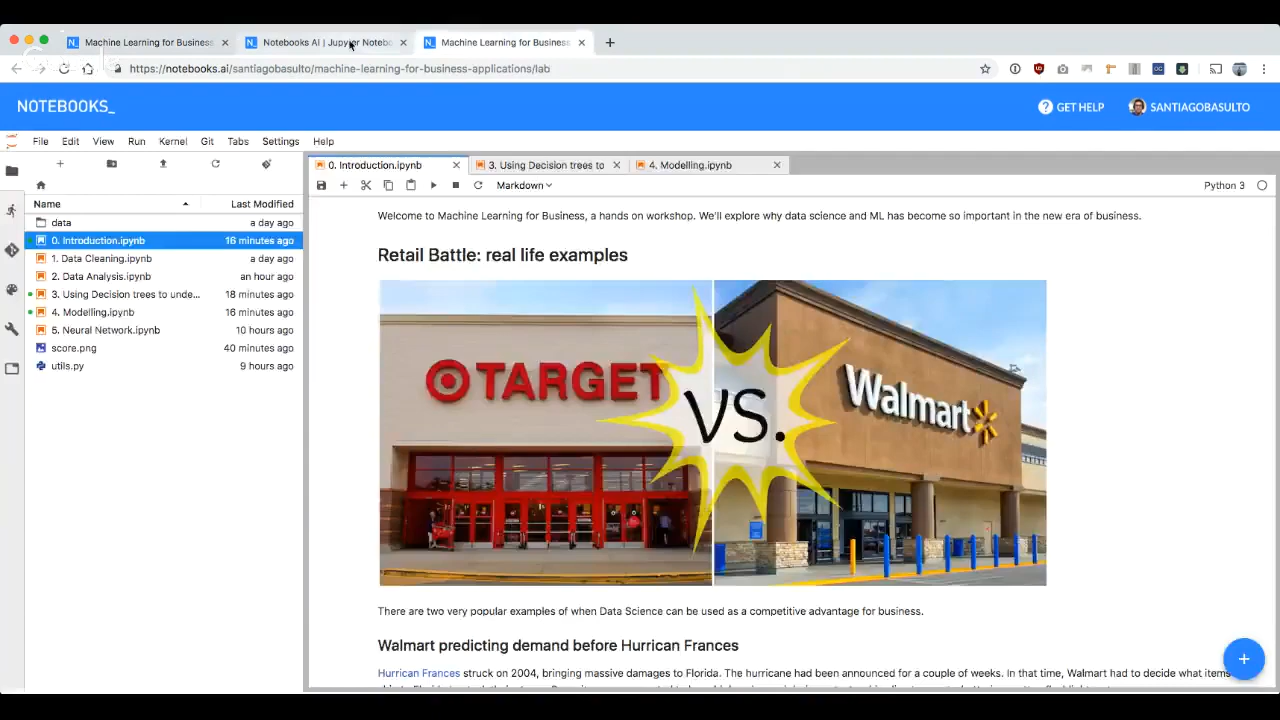 Machine Learning for Business
Notebooks AI | Jupyter Notebo
Machine Learning for Business
https://notebooks.ai/santiagobasulto/machine-learning-for-business-applications/lab
NOTEBOOKS_
GET HELP
SANTIAGOBASULTO
File Edit View Run Kernel Git Tabs Settings Help
0. Introduction.ipynb
3. Using Decision trees to
4. Modelling.ipynb
Markdown
Python 3
Name Last Modified
data a day ago
0. Introduction.ipynb 16 minutes ago
1. Data Cleaning.ipynb a day ago
2. Data Analysis.ipynb an hour ago
3. Using Decision trees to unde... 18 minutes ago
4. Modelling.ipynb 16 minutes ago
5. Neural Network.ipynb 10 hours ago
score.png 40 minutes ago
utils.py 9 hours ago
Welcome to Machine Learning for Business, a hands on workshop. We'll explore why data science and ML has become so important in the new era of business.
Retail Battle: real life examples
TARGET
VS.
Walmart
There are two very popular examples of when Data Science can be used as a competitive advantage for business.
Walmart predicting demand before Hurrican Frances
Hurrican Frances struck on 2004, bringing massive damages to Florida. The hurricane had been announced for a couple of weeks. In that time, Walmart had to decide what items